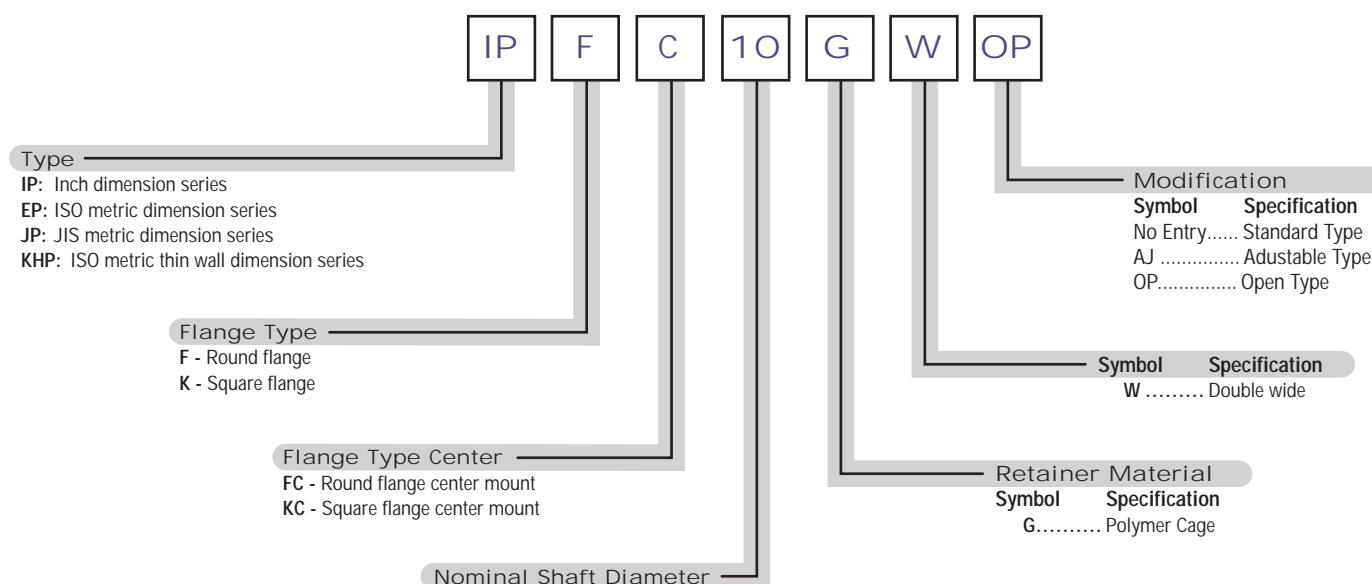 IP F C 10 G W OP
Type
IP: Inch dimension series
EP: ISO metric dimension series
JP: JIS metric dimension series
KHP: ISO metric thin wall dimension series
Modification
Symbol Specification
No Entry...... Standard Type
AJ ............... Adustable Type
OP............... Open Type
Flange Type
F - Round flange
K - Square flange
Symbol Specification
W ......... Double wide
Flange Type Center
FC - Round flange center mount
KC - Square flange center mount
Retainer Material
Symbol Specification
G.......... Polymer Cage
Nominal Shaft Diameter